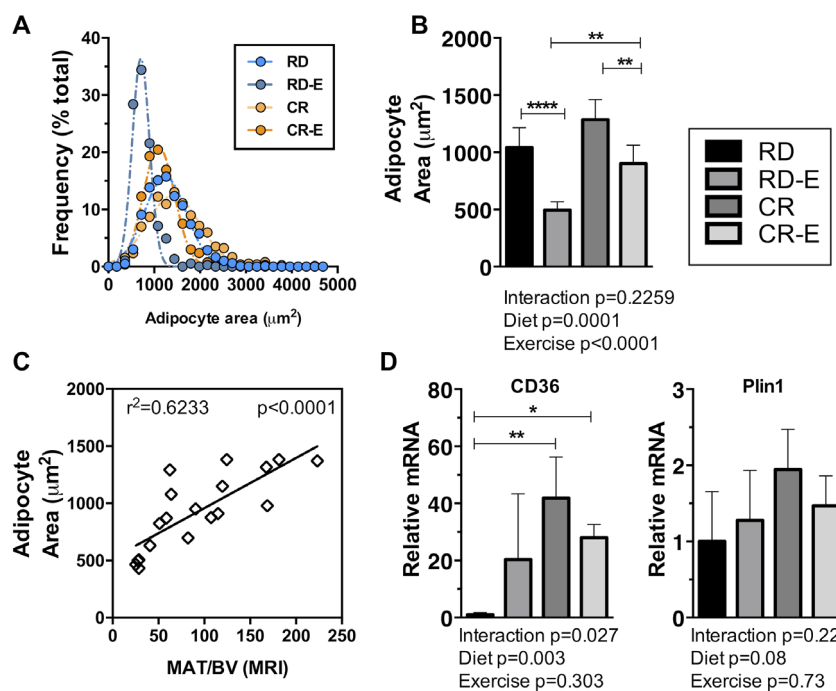 A
Frequency (% total)
40
30
20
10
0
0
1000
2000
3000
4000
5000
Adipocyte area (μm²)
RD
RD-E
CR
CR-E
B
Adipocyte
Area (μm²)
2000
1500
1000
500
0
**
**
****
Interaction p=0.2259
Diet p=0.0001
Exercise p<0.0001
RD
RD-E
CR
CR-E
C
Adipocyte
Area (μm²)
2000
1500
1000
500
0
r²=0.6233
p<0.0001
0
50
100
150
200
250
MAT/BV (MRI)
D
CD36
Relative mRNA
80
60
40
20
0
*
**
Interaction p=0.027
Diet p=0.003
Exercise p=0.303
Plin1
Relative mRNA
3
2
1
0
Interaction p=0.22
Diet p=0.08
Exercise p=0.73